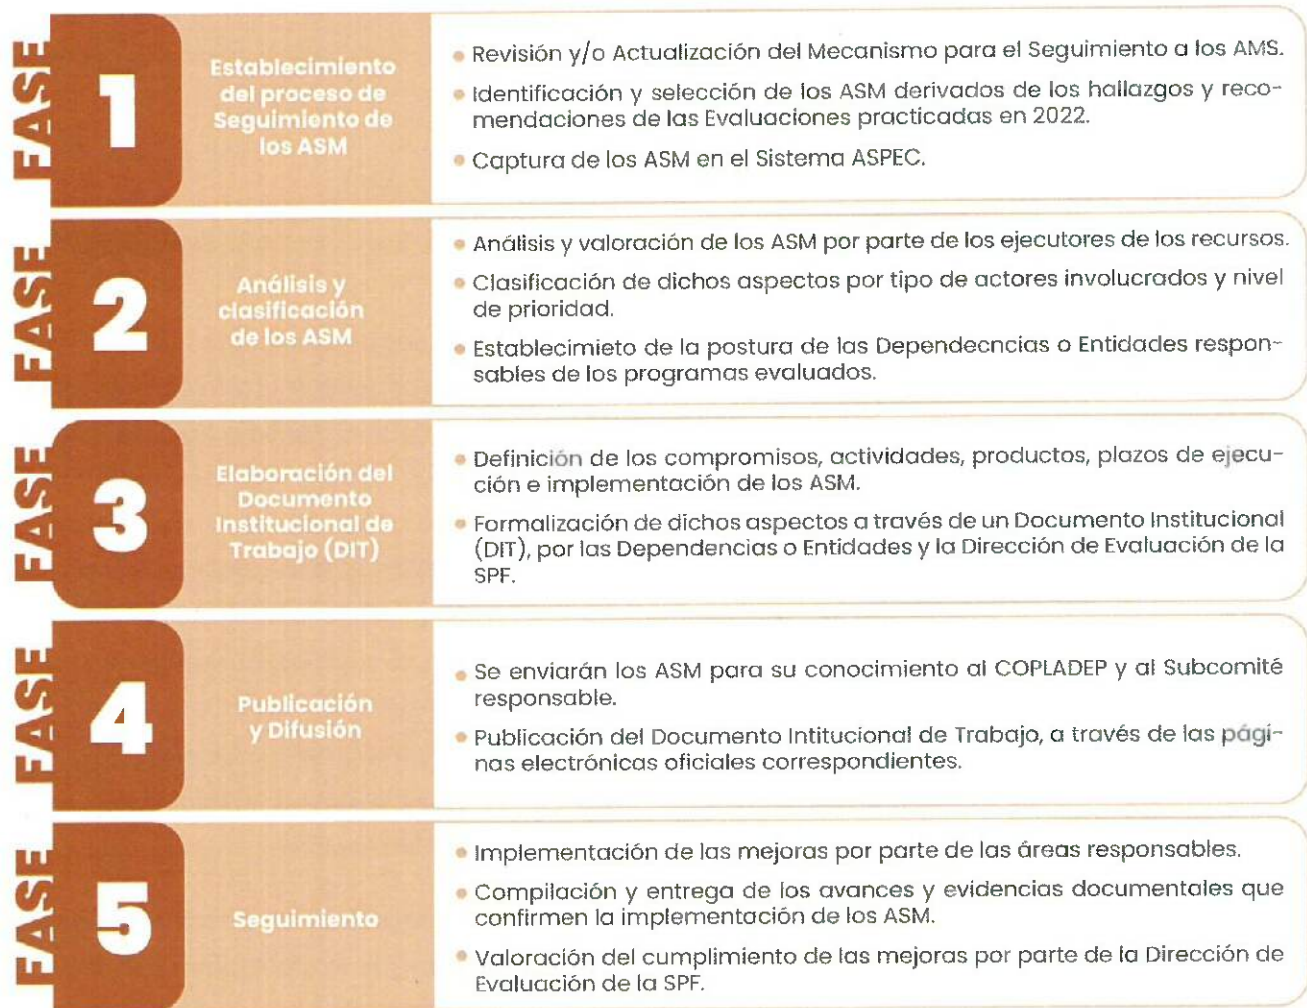 FASE
1
Establecimiento
del proceso de
Seguimiento de
los ASM
• Revisión y/o Actualización del Mecanismo para el Seguimiento a los AMS.
• Identificación y selección de los ASM derivados de los hallazgos y reco-
mendaciones de las Evaluaciones practicadas en 2022.
• Captura de los ASM en el Sistema ASPEC.
FASE
2
Análisis y
clasificación
de los ASM
• Análisis y valoración de los ASM por parte de los ejecutores de los recursos.
• Clasificación de dichos aspectos por tipo de actores involucrados y nivel
de prioridad.
• Establecimieto de la postura de las Dependecncias o Entidades respon-
sables de los programas evaluados.
FASE
3
Elaboración del
Documento
Institucional de
Trabajo (DIT)
• Definición de los compromisos, actividades, productos, plazos de ejecu-
ción e implementación de los ASM.
• Formalización de dichos aspectos a través de un Documento Institucional
(DIT), por las Dependencias o Entidades y la Dirección de Evaluación de la
SPF.
FASE
4
Publicación
y Difusión
• Se enviarán los ASM para su conocimiento al COPLADEP y al Subcomité
responsable.
• Publicación del Documento Intitucional de Trabajo, a través de las pági-
nas electrónicas oficiales correspondientes.
FASE
5
Seguimiento
• Implementación de las mejoras por parte de las áreas responsables.
• Compilación y entrega de los avances y evidencias documentales que
confirmen la implementación de los ASM.
• Valoración del cumplimiento de las mejoras por parte de la Dirección de
Evaluación de la SPF.